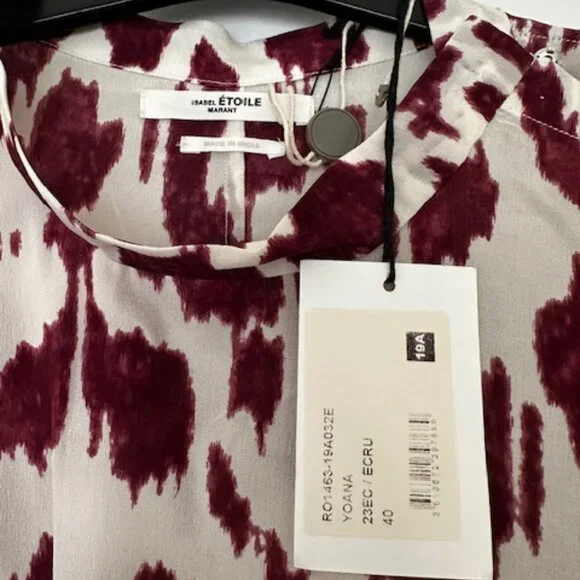 ISABEL ÉTOILE
MARANT
MADE IN INDIA
19A
RO1463-19A032E
YOANA
23EC / ECRU
40